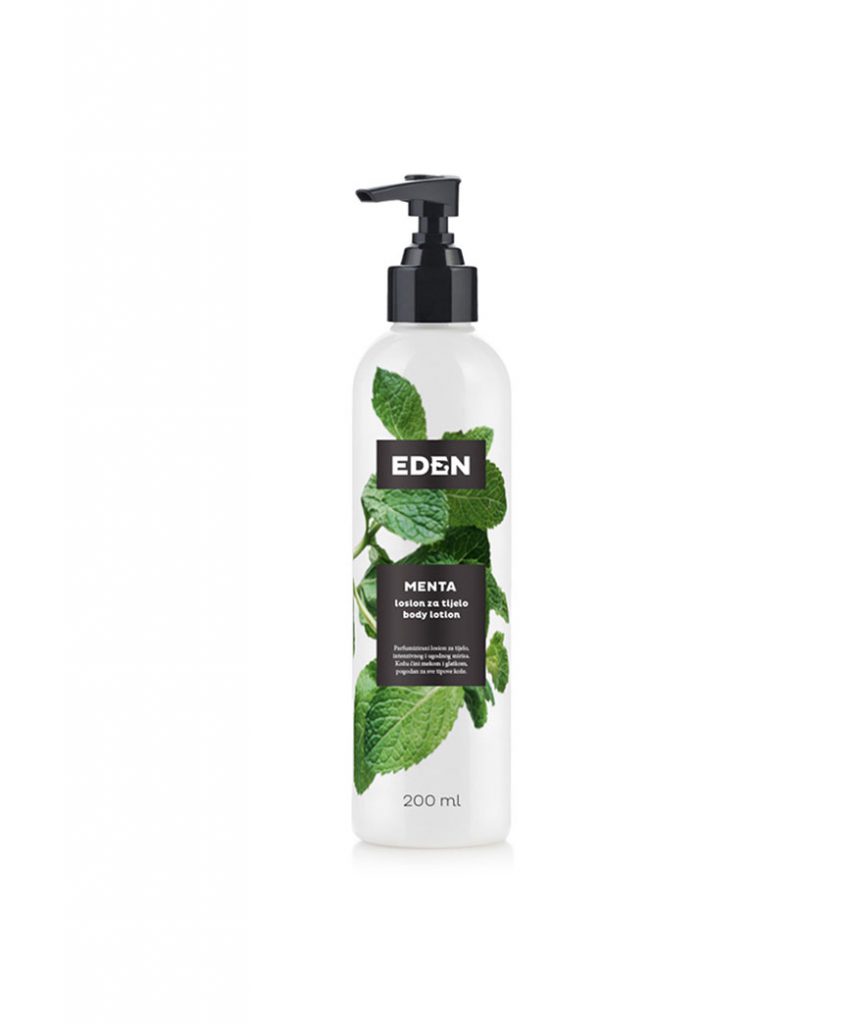 EDEN
MENTA
losion za tijelo
body lotion
Parfumizirani losion za tijelo,
intenzivnog i ugodnog mirisa.
Kožu čini mekom i glatkom,
pogodan za sve tipove kože.
200 ml